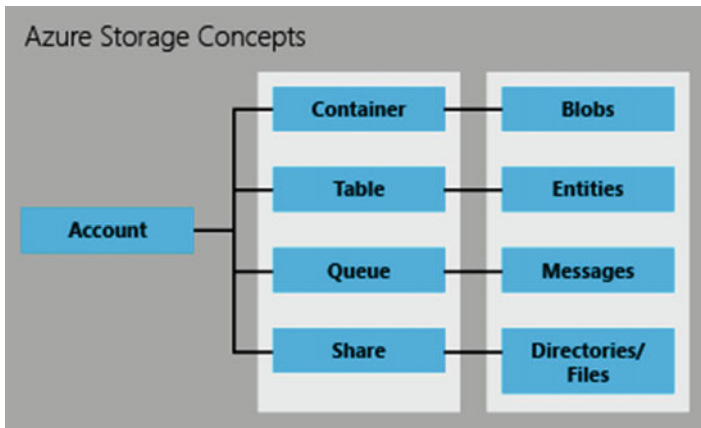 Azure Storage Concepts
Container
Blobs
Table
Entities
Account
Queue
Messages
Share
Directories/
Files